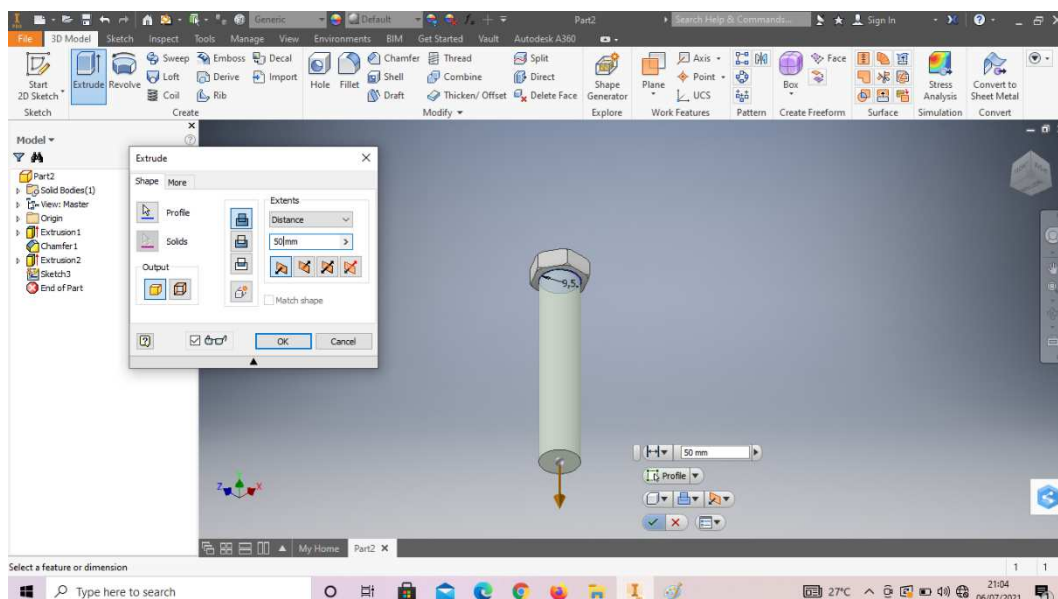 Generic Default Part2 Search Help & Commands... Sign In
File 3D Model Sketch Inspect Tools Manage View Environments BIM Get Started Vault Autodesk A360
Start 2D Sketch
Extrude
Revolve
Sweep Emboss Decal
Loft Derive Import
Coil Rib
Hole
Fillet
Chamfer Thread
Shell Combine
Draft Thicken/ Offset
Split
Direct
Delete Face
Shape Generator
Plane
Axis
Point
UCS
Box
Face
Stress Analysis
Convert to Sheet Metal
Sketch Create Modify Explore Work Features Pattern Create Freeform Surface Simulation Convert
Model
Part2
Solid Bodies(1)
View: Master
Origin
Extrusion1
Chamfer1
Extrusion2
Sketch3
End of Part
Extrude
Shape More
Profile
Solids
Output
Extents
Distance
50 mm
Match shape
OK Cancel
9,5
50 mm
Profile
Z Y X
My Home Part2
Select a feature or dimension 1 1
Type here to search
27°C
21:04
06/07/2021